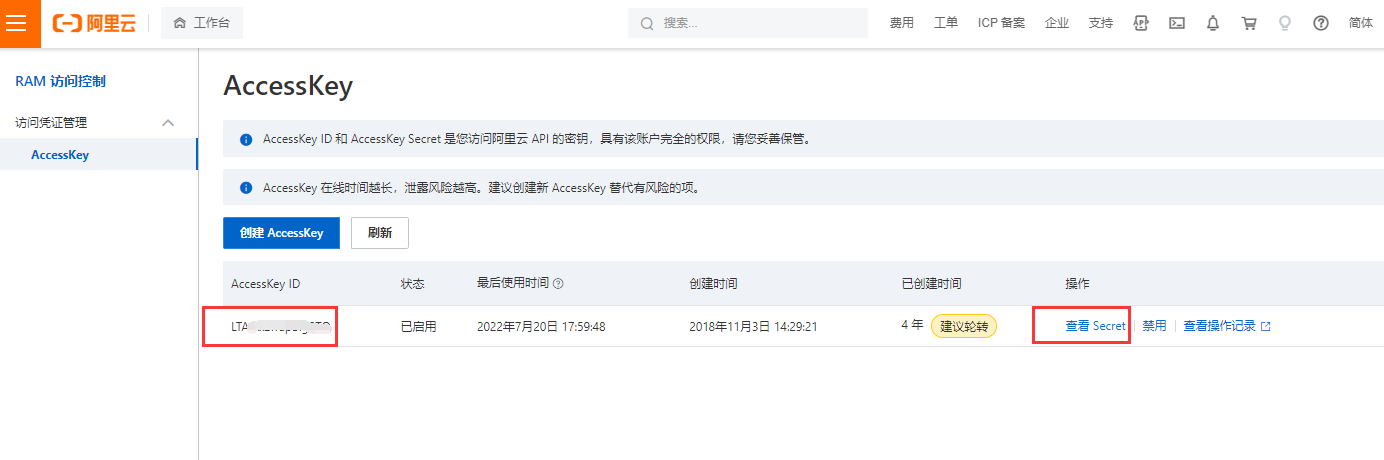 阿里云
工作台
搜索...
费用
工单
ICP 备案
企业
支持
简体
RAM 访问控制
访问凭证管理
AccessKey
AccessKey
AccessKey ID 和 AccessKey Secret 是您访问阿里云 API 的密钥，具有该账户完全的权限，请您妥善保管。
AccessKey 在线时间越长，泄露风险越高。建议创建新 AccessKey 替代有风险的项。
创建 AccessKey
刷新
AccessKey ID
状态
最后使用时间
创建时间
已创建时间
操作
LTA
已启用
2022年7月20日 17:59:48
2018年11月3日 14:29:21
4 年
建议轮转
查看 Secret
禁用
查看操作记录